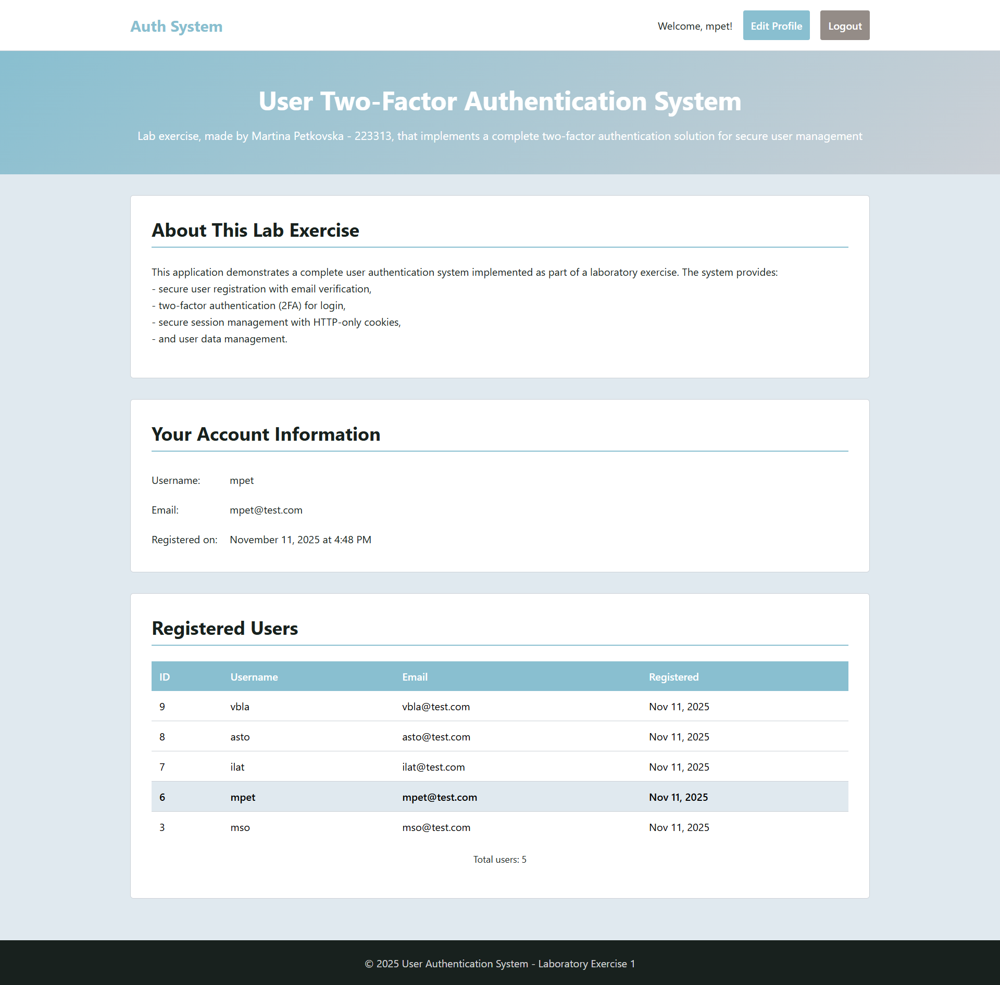 Auth System
Welcome, mpet!
Edit Profile
Logout
User Two-Factor Authentication System
Lab exercise, made by Martina Petkovska - 223313, that implements a complete two-factor authentication solution for secure user management
About This Lab Exercise
This application demonstrates a complete user authentication system implemented as part of a laboratory exercise. The system provides:
- secure user registration with email verification,
- two-factor authentication (2FA) for login,
- secure session management with HTTP-only cookies,
- and user data management.
Your Account Information
Username: mpet
Email: mpet@test.com
Registered on: November 11, 2025 at 4:48 PM
Registered Users
ID Username Email Registered
9 vbla vbla@test.com Nov 11, 2025
8 asto asto@test.com Nov 11, 2025
7 ilat ilat@test.com Nov 11, 2025
6 mpet mpet@test.com Nov 11, 2025
3 mso mso@test.com Nov 11, 2025
Total users: 5
© 2025 User Authentication System - Laboratory Exercise 1